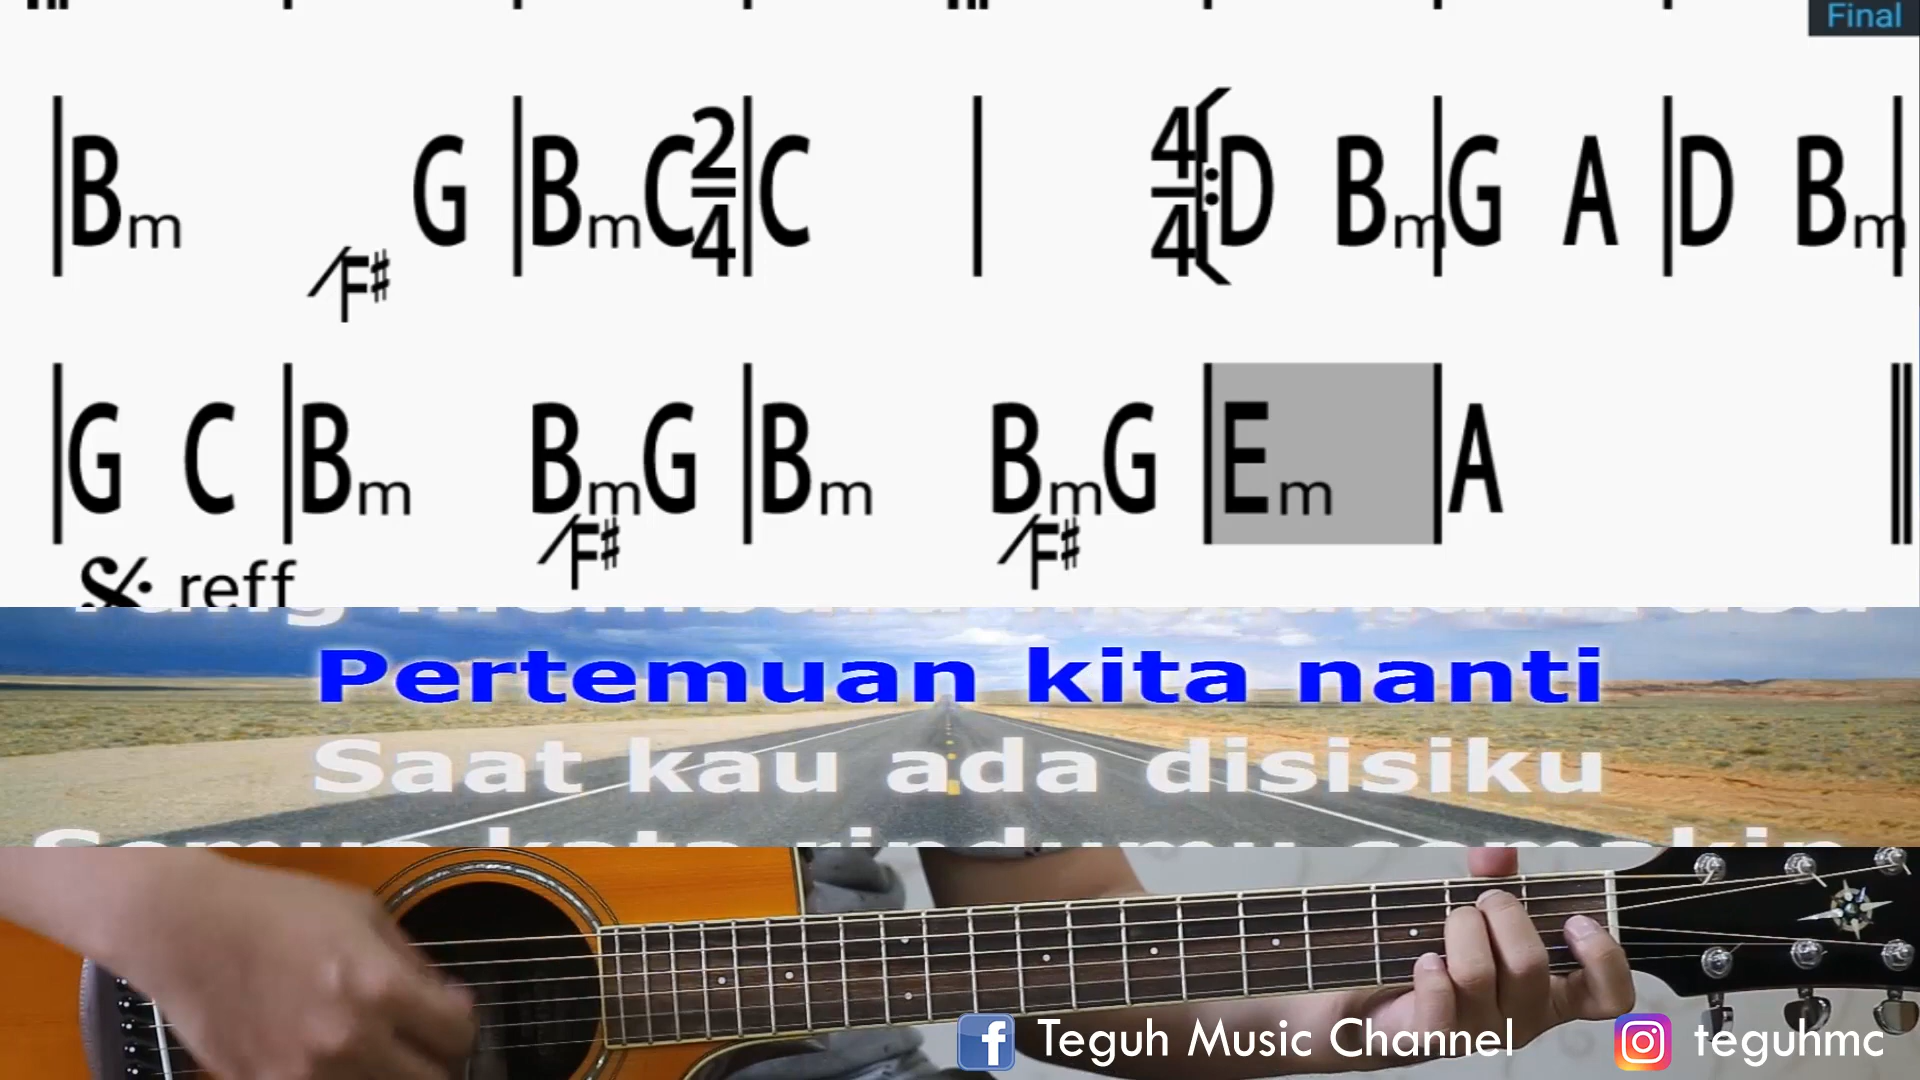 Final
Bm /F# G Bm C 2/4 C 4/4 D Bm G A D Bm
G C Bm Bm/F# G Bm Bm/F# G Em A
reff
Pertemuan kita nanti
Saat kau ada disisiku
Teguh Music Channel
teguhmc